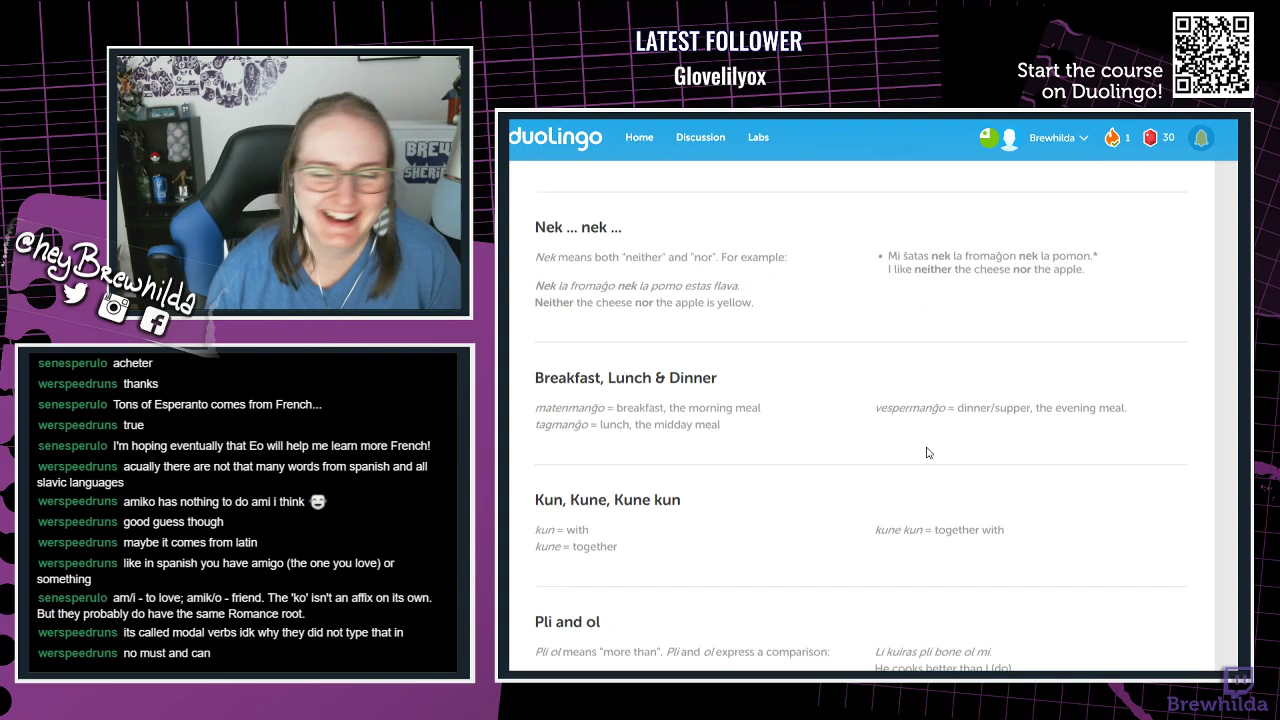 LATEST FOLLOWER
Glovelilyox
Start the course
on Duolingo!
BREW
SHERIF
@heyBrewhilda
duolingo
Home
Discussion
Labs
Brewhilda
1
30
Nek ... nek ...
Nek means both "neither" and "nor". For example:
Nek la fromaĝo nek la pomo estas flava.
Neither the cheese nor the apple is yellow.
• Mi ŝatas nek la fromaĝon nek la pomon.*
I like neither the cheese nor the apple.
Breakfast, Lunch & Dinner
matenmanĝo = breakfast, the morning meal
tagmanĝo = lunch, the midday meal
vespermanĝo = dinner/supper, the evening meal.
Kun, Kune, Kune kun
kun = with
kune = together
kune kun = together with
Pli and ol
Pli ol means "more than". Pli and ol express a comparison:
Li kuiras pli bone ol mi.
He cooks better than I (do)
senesperulo acheter
werspeedruns thanks
senesperulo Tons of Esperanto comes from French...
werspeedruns true
senesperulo I'm hoping eventually that Eo will help me learn more French!
werspeedruns acually there are not that many words from spanish and all
slavic languages
werspeedruns amiko has nothing to do ami i think
werspeedruns good guess though
werspeedruns maybe it comes from latin
werspeedruns like in spanish you have amigo (the one you love) or
something
senesperulo am/i - to love; amik/o - friend. The 'ko' isn't an affix on its own.
But they probably do have the same Romance root.
werspeedruns its called modal verbs idk why they did not type that in
werspeedruns no must and can
Brewhilda